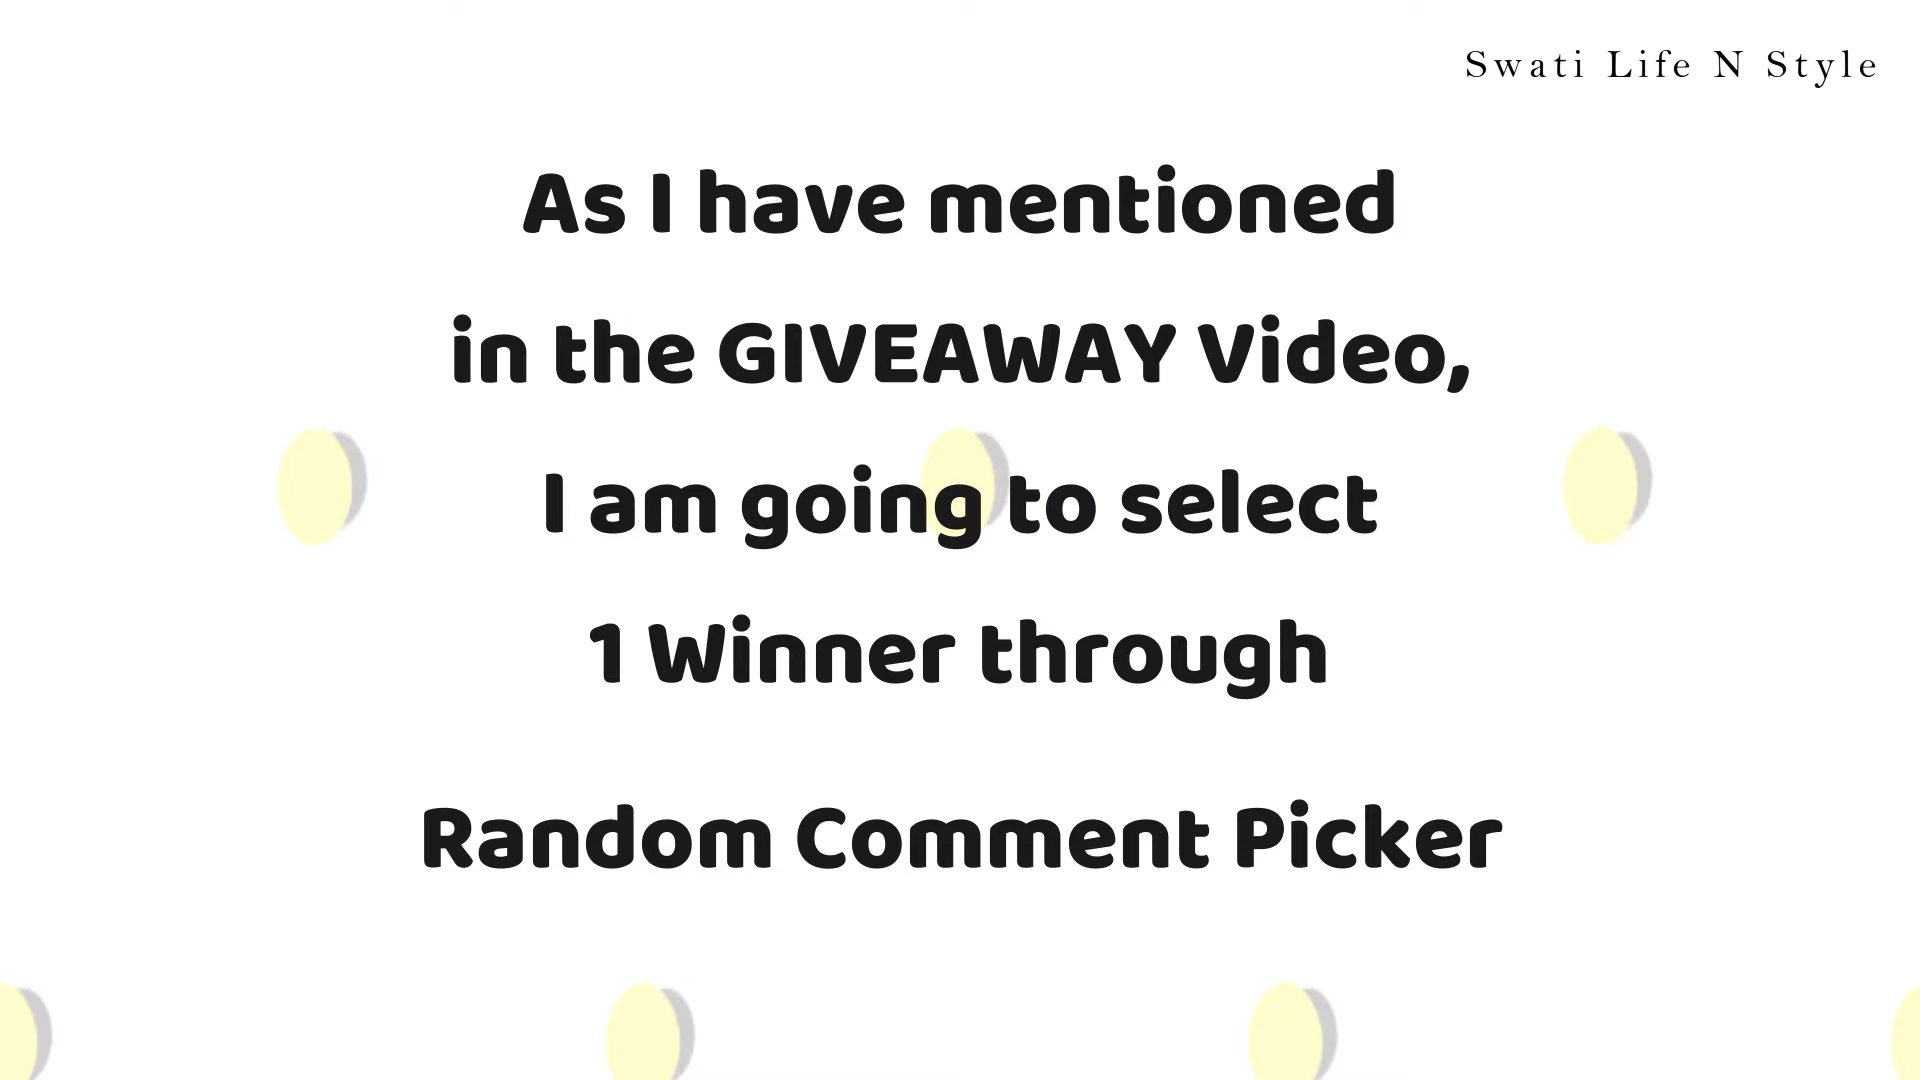 Swati Life N Style
As I have mentioned
in the GIVEAWAY Video,
I am going to select
1 Winner through
Random Comment Picker